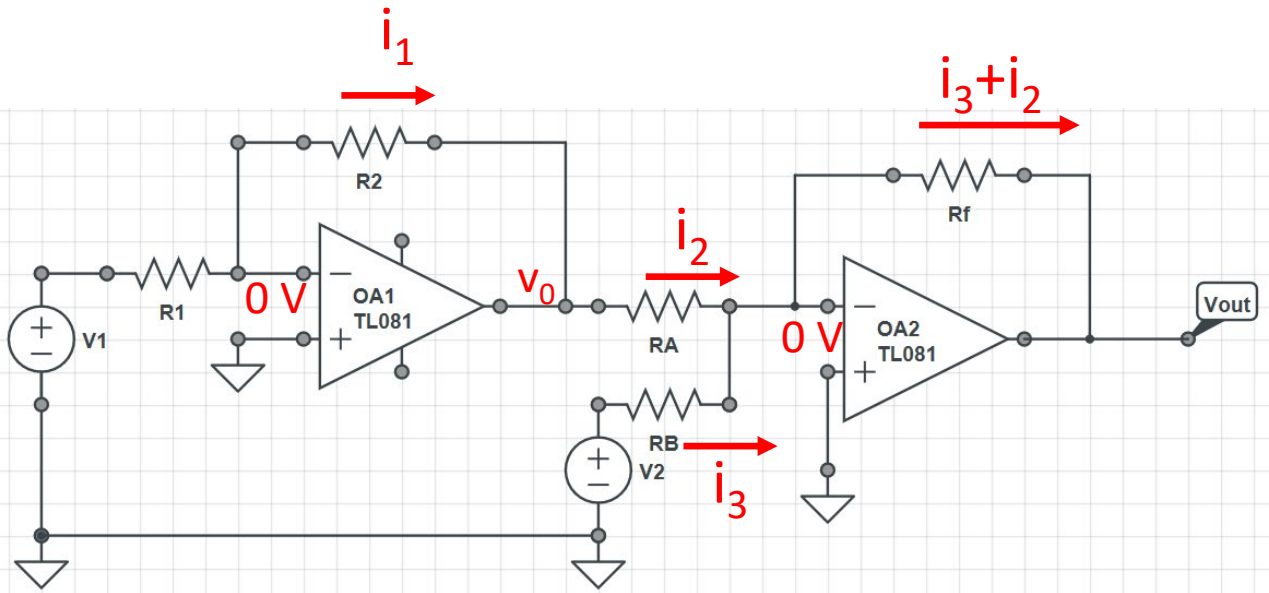 i₁
i₃+i₂
R2
Rf
i₂
−
OA1
TL081
+
R1
0 V
v₀
RA
0 V
−
OA2
TL081
+
Vout
+
−
V1
RB
i₃
+
−
V2